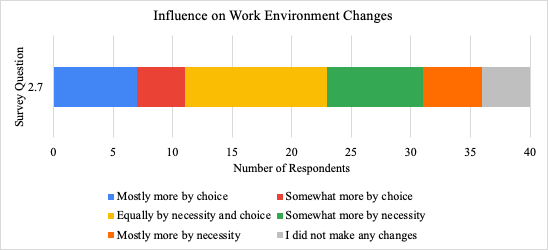 Influence on Work Environment Changes
Survey Question
2.7
0 5 10 15 20 25 30 35 40
Number of Respondents
Mostly more by choice Somewhat more by choice
Equally by necessity and choice Somewhat more by necessity
Mostly more by necessity I did not make any changes